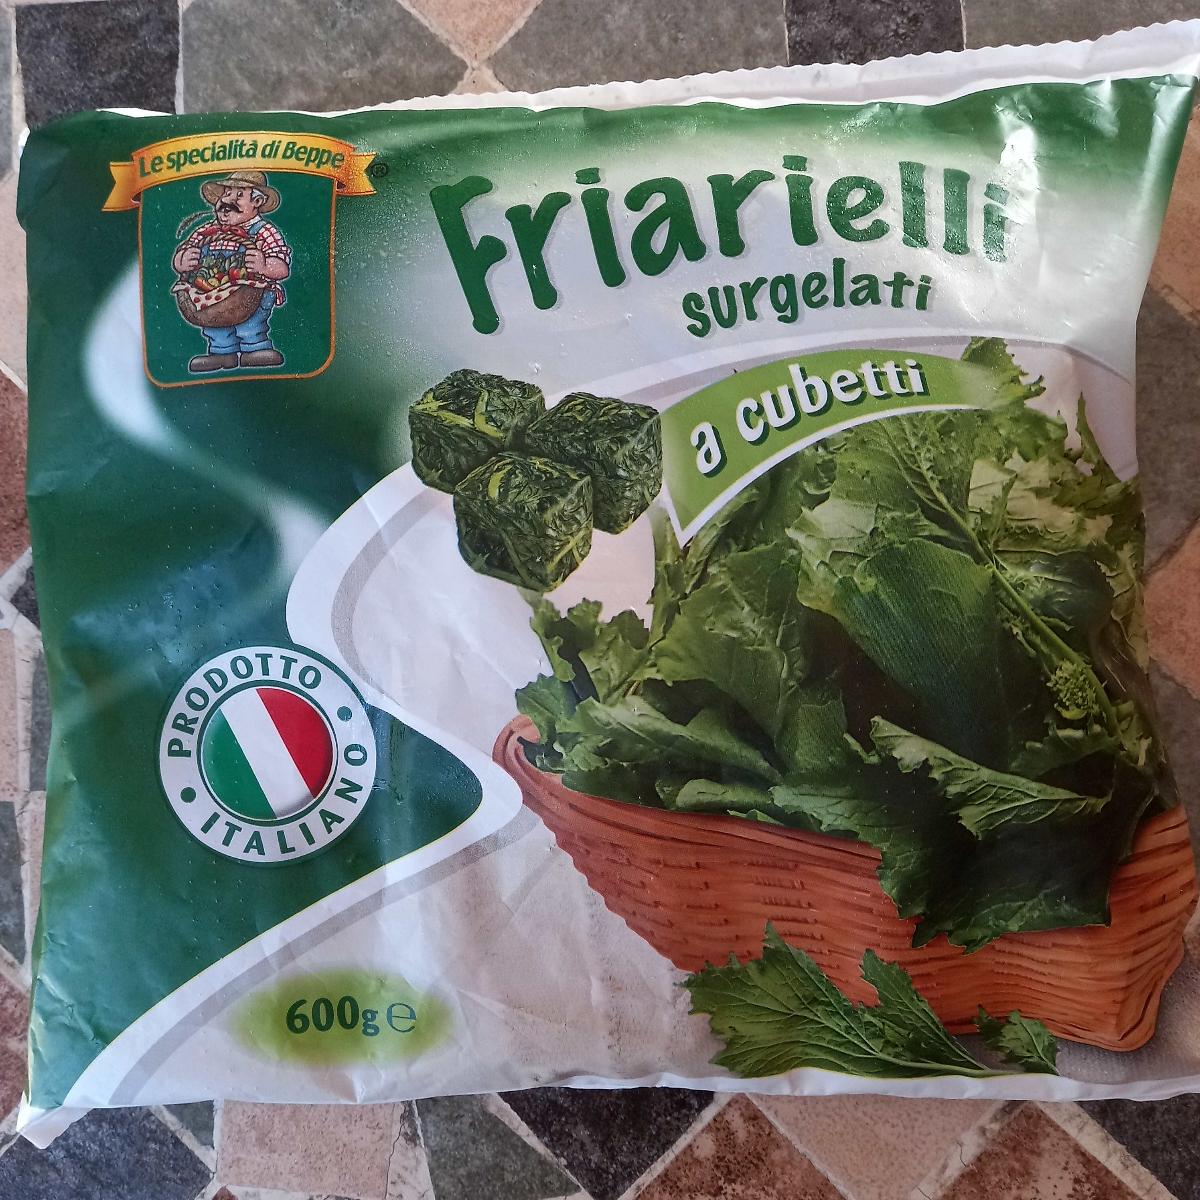 Le specialità di Beppe
®
Friarielli
surgelati
a cubetti
PRODOTTO
ITALIANO
600g ℮